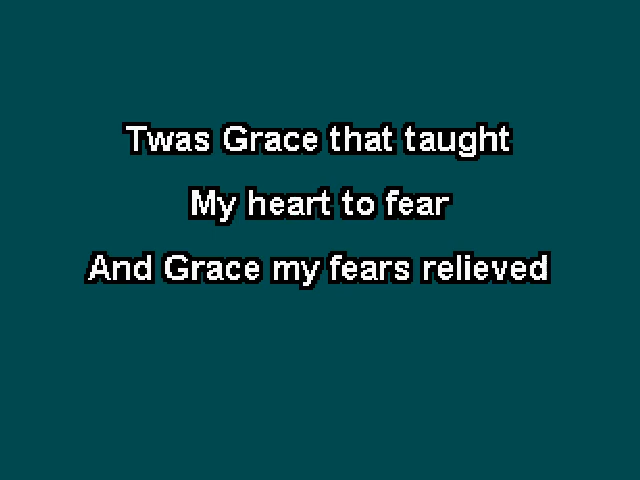 Twas Grace that taught
My heart to fear
And Grace my fears relieved